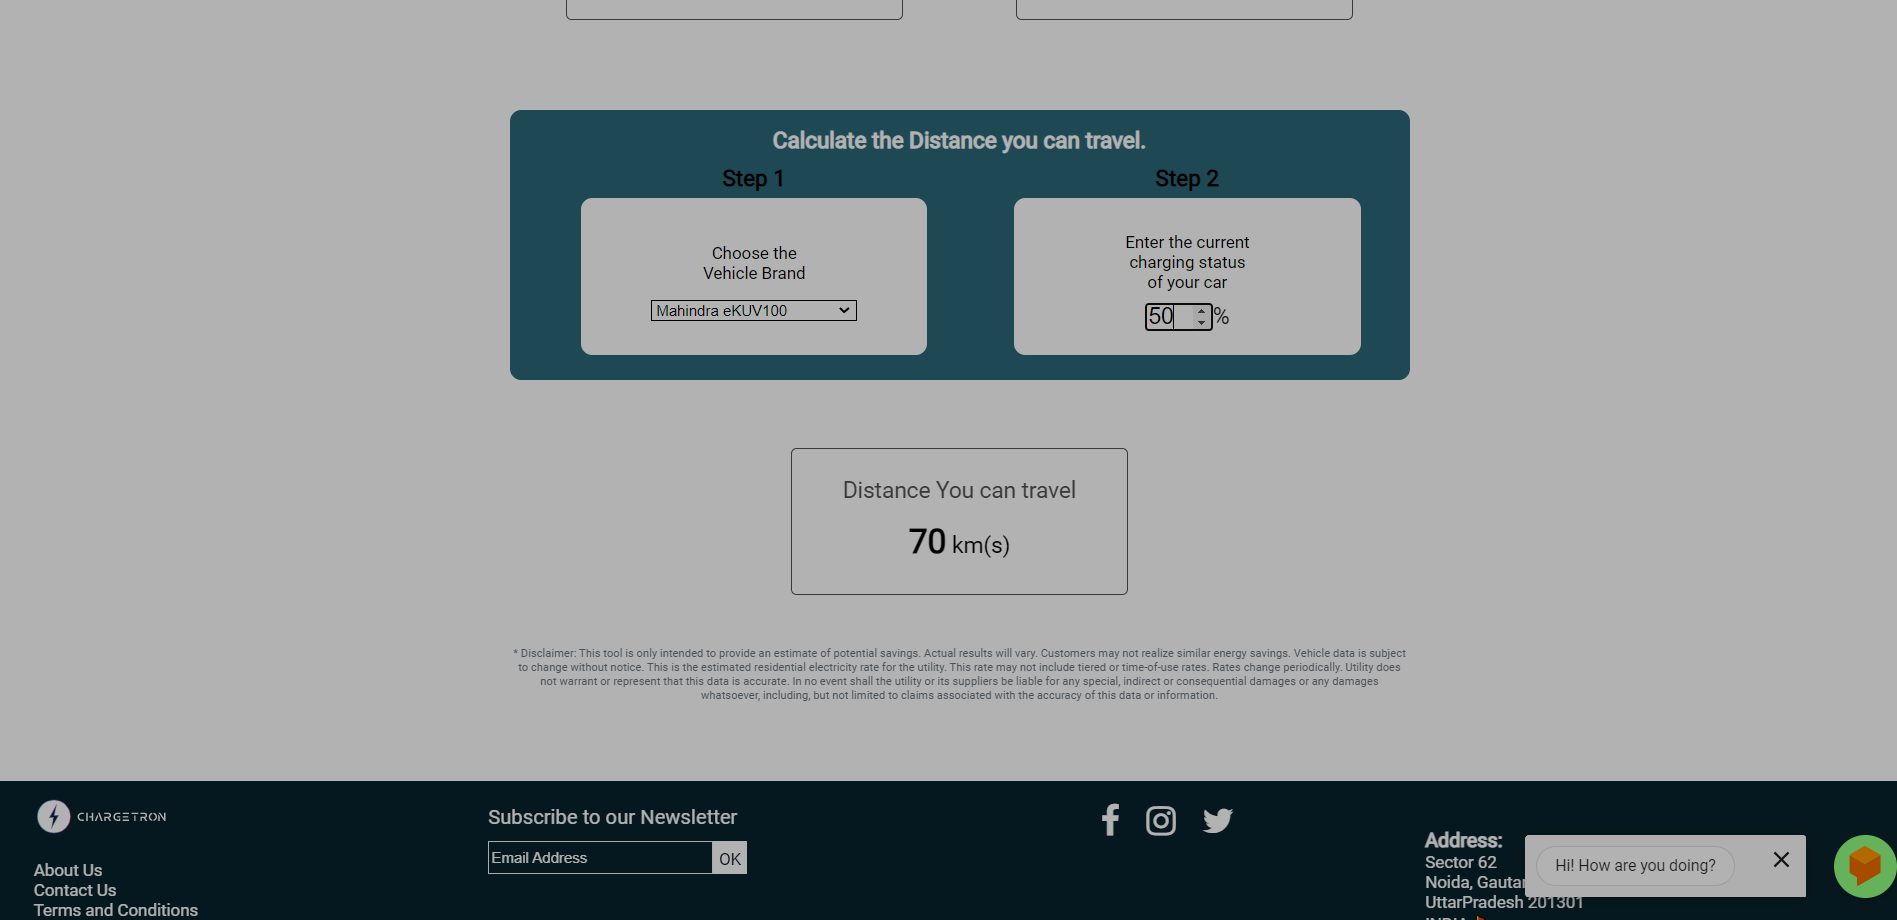 Calculate the Distance you can travel.
Step 1
Choose the
Vehicle Brand
Mahindra eKUV100
Step 2
Enter the current
charging status
of your car
50 %
Distance You can travel
70 km(s)
* Disclaimer: This tool is only intended to provide an estimate of potential savings. Actual results will vary. Customers may not realize similar energy savings. Vehicle data is subject
to change without notice. This is the estimated residential electricity rate for the utility. This rate may not include tiered or time-of-use rates. Rates change periodically. Utility does
not warrant or represent that this data is accurate. In no event shall the utility or its suppliers be liable for any special, indirect or consequential damages or any damages
whatsoever, including, but not limited to claims associated with the accuracy of this data or information.
CHARGETRON
About Us
Contact Us
Terms and Conditions
Subscribe to our Newsletter
Email Address OK
Address:
Sector 62
Noida, Gautar
UttarPradesh 201301
Hi! How are you doing?